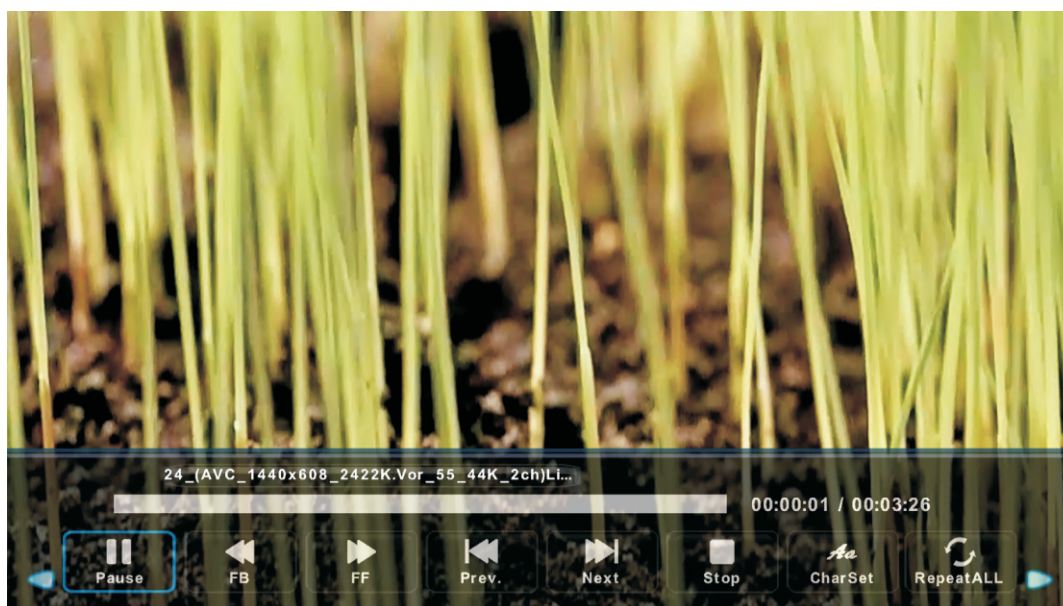 24_(AVC_1440x608_2422K.Vor_55_44K_2ch)Li...
00:00:01 / 00:03:26
Pause FB FF Prev. Next Stop Aa CharSet RepeatALL